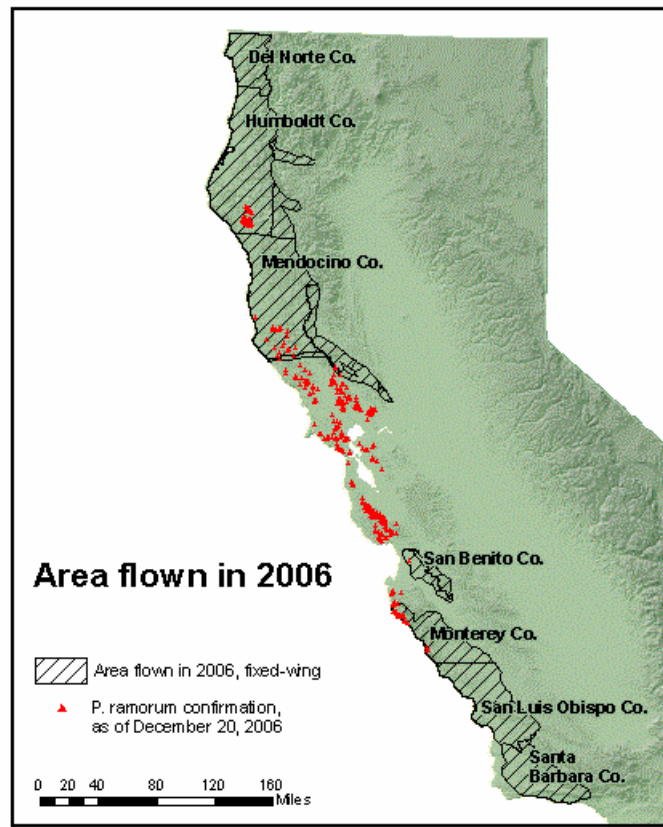 Del Norte Co.
Humboldt Co.
Mendocino Co.
San Benito Co.
Area flown in 2006
Monterey Co.
Area flown in 2006, fixed-wing
San Luis Obispo Co.
P. ramorum confirmation,
as of December 20, 2006
Santa
Barbara Co.
0 20 40 80 120 160
Miles